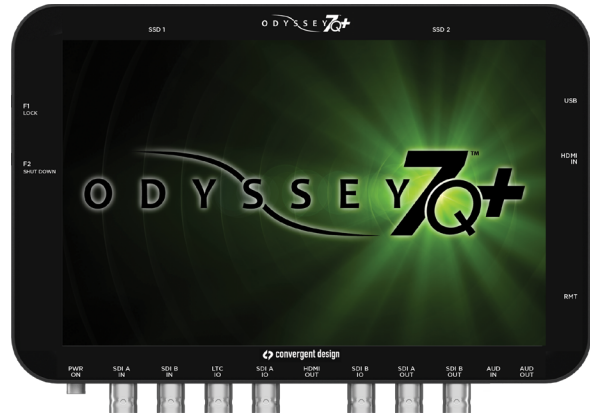 ODYSSEY7Q+
SSD 1
SSD 2
F1
LOCK
F2
SHUT DOWN
USB
HDMI
IN
RMT
ODYSSEY7Q+™
convergent design
PWR
ON
SDI A
IN
SDI B
IN
LTC
IO
SDI A
IO
HDMI
OUT
SDI B
IO
SDI A
OUT
SDI B
OUT
AUD
IN
AUD
OUT